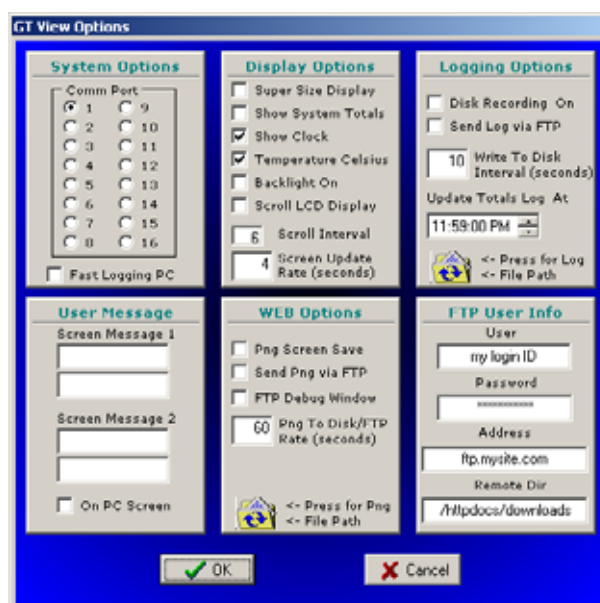 GT View Options
System Options
Comm Port
1 9
2 10
3 11
4 12
5 13
6 14
7 15
8 16
Fast Logging PC
Display Options
Super Size Display
Show System Totals
Show Clock
Temperature Celsius
Backlight On
Scroll LCD Display
6 Scroll Interval
4 Screen Update
Rate (seconds)
Logging Options
Disk Recording On
Send Log via FTP
10 Write To Disk
Interval (seconds)
Update Totals Log At
11:59:00 PM
<- Press for Log
<- File Path
User Message
Screen Message 1
Screen Message 2
On PC Screen
WEB Options
Png Screen Save
Send Png via FTP
FTP Debug Window
60 Png To Disk/FTP
Rate (seconds)
<- Press for Png
<- File Path
FTP User Info
User
my login ID
Password
***********
Address
ftp.mysite.com
Remote Dir
/httpdocs/downloads
OK
Cancel